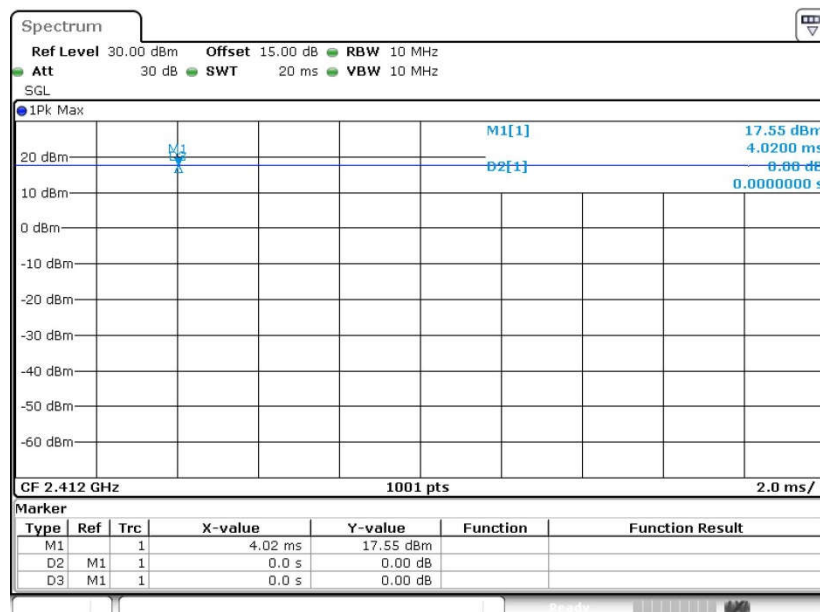 Spectrum
Ref Level 30.00 dBm Offset 15.00 dB RBW 10 MHz
Att 30 dB SWT 20 ms VBW 10 MHz
SGL
1Pk Max
M1[1] 17.55 dBm
4.0200 ms
D2[1] 0.00 dB
0.0000000 s
M1
20 dBm
10 dBm
0 dBm
-10 dBm
-20 dBm
-30 dBm
-40 dBm
-50 dBm
-60 dBm
CF 2.412 GHz 1001 pts 2.0 ms/
Marker
Type Ref Trc X-value Y-value Function Function Result
M1 1 4.02 ms 17.55 dBm
D2 M1 1 0.0 s 0.00 dB
D3 M1 1 0.0 s 0.00 dB
Ready